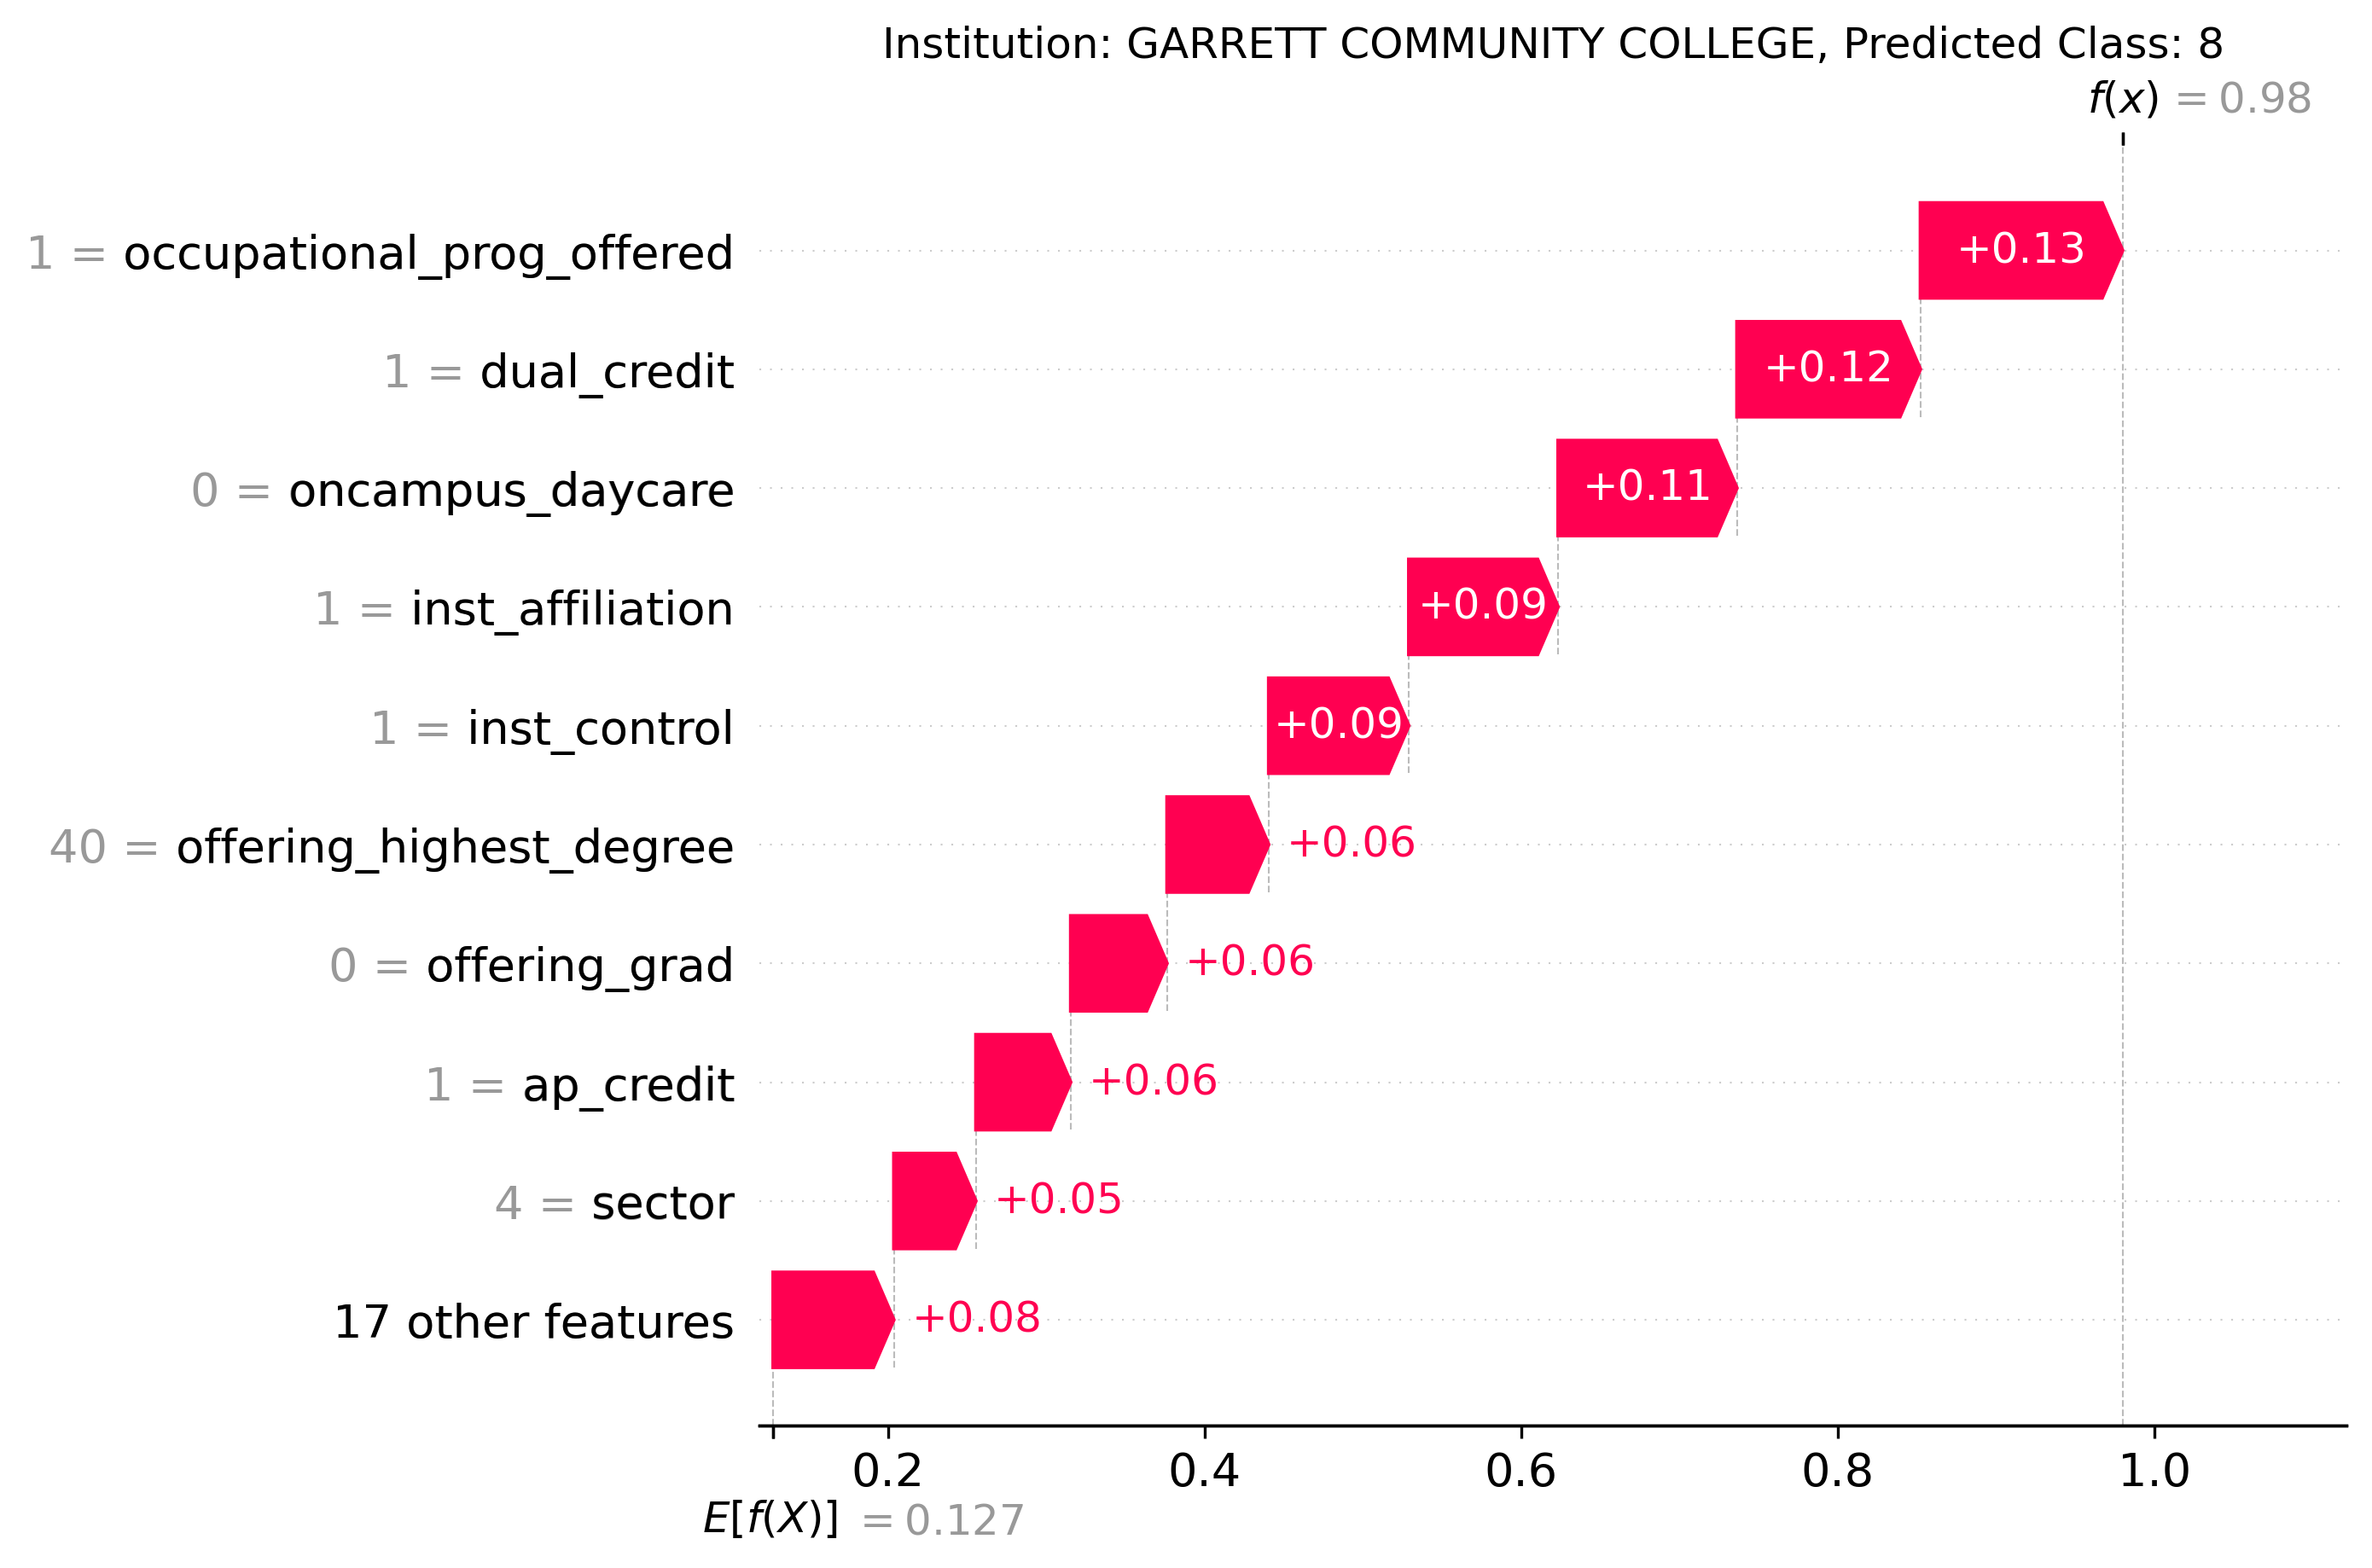 Institution: GARRETT COMMUNITY COLLEGE, Predicted Class: 8
f(x) = 0.98
1 = occupational_prog_offered +0.13
1 = dual_credit +0.12
0 = oncampus_daycare +0.11
1 = inst_affiliation +0.09
1 = inst_control +0.09
40 = offering_highest_degree +0.06
0 = offering_grad +0.06
1 = ap_credit +0.06
4 = sector +0.05
17 other features +0.08
0.2 0.4 0.6 0.8 1.0
E[f(X)] = 0.127